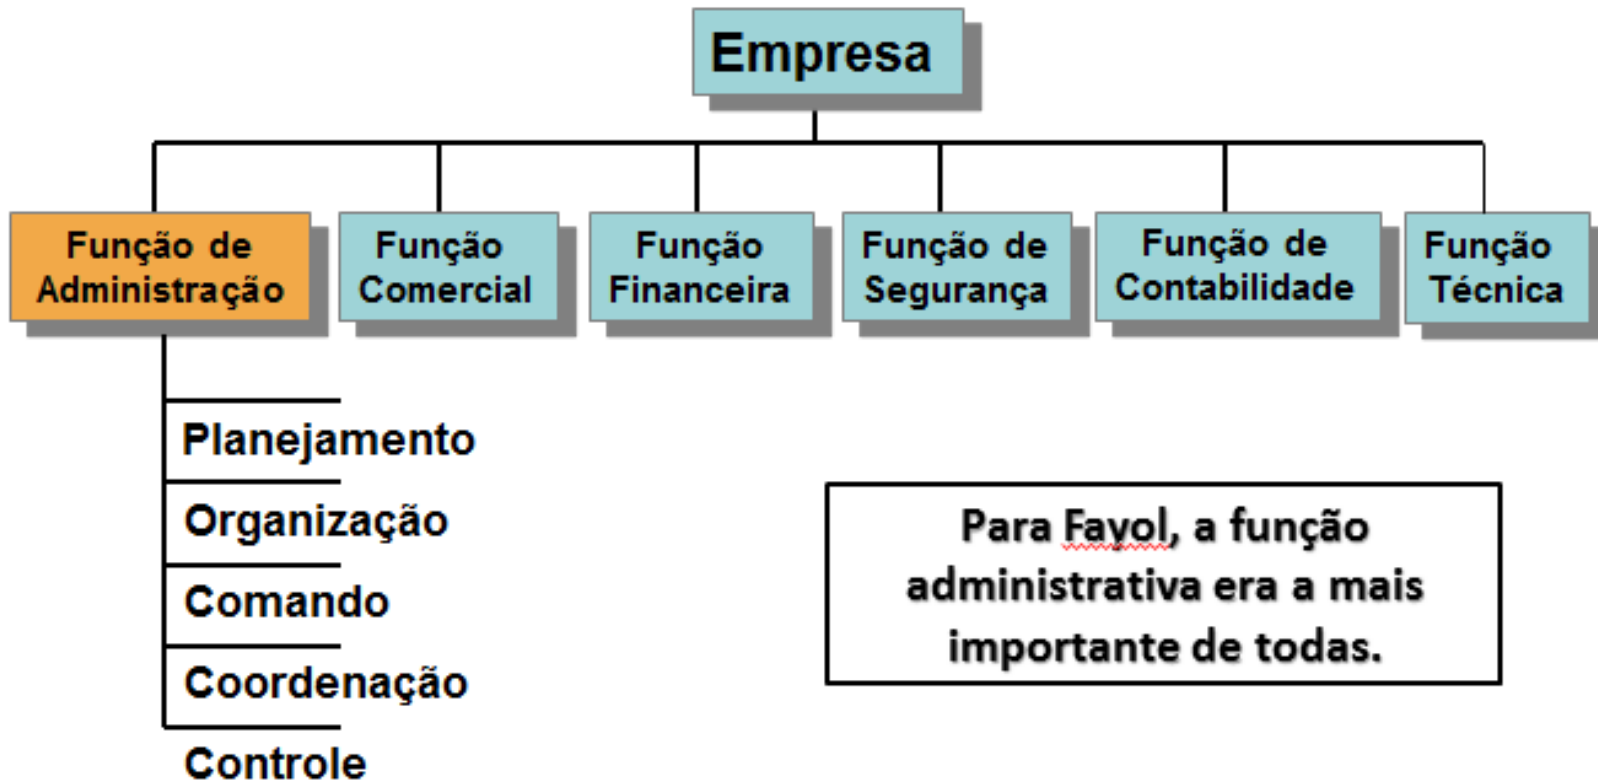 Empresa
Função de
Administração
Função
Comercial
Função
Financeira
Função de
Segurança
Função de
Contabilidade
Função
Técnica
Planejamento
Organização
Comando
Coordenação
Controle
Para Fayol, a função
administrativa era a mais
importante de todas.